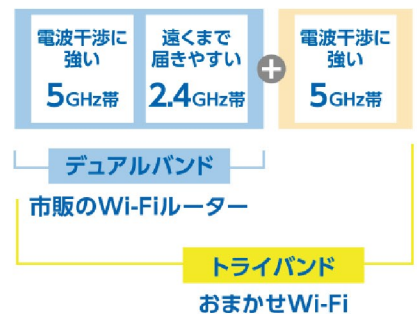 電波干渉に
強い
5GHz帯
遠くまで
届きやすい
2.4GHz帯
+
電波干渉に
強い
5GHz帯
デュアルバンド
市販のWi-Fiルーター
トライバンド
おまかせWi-Fi